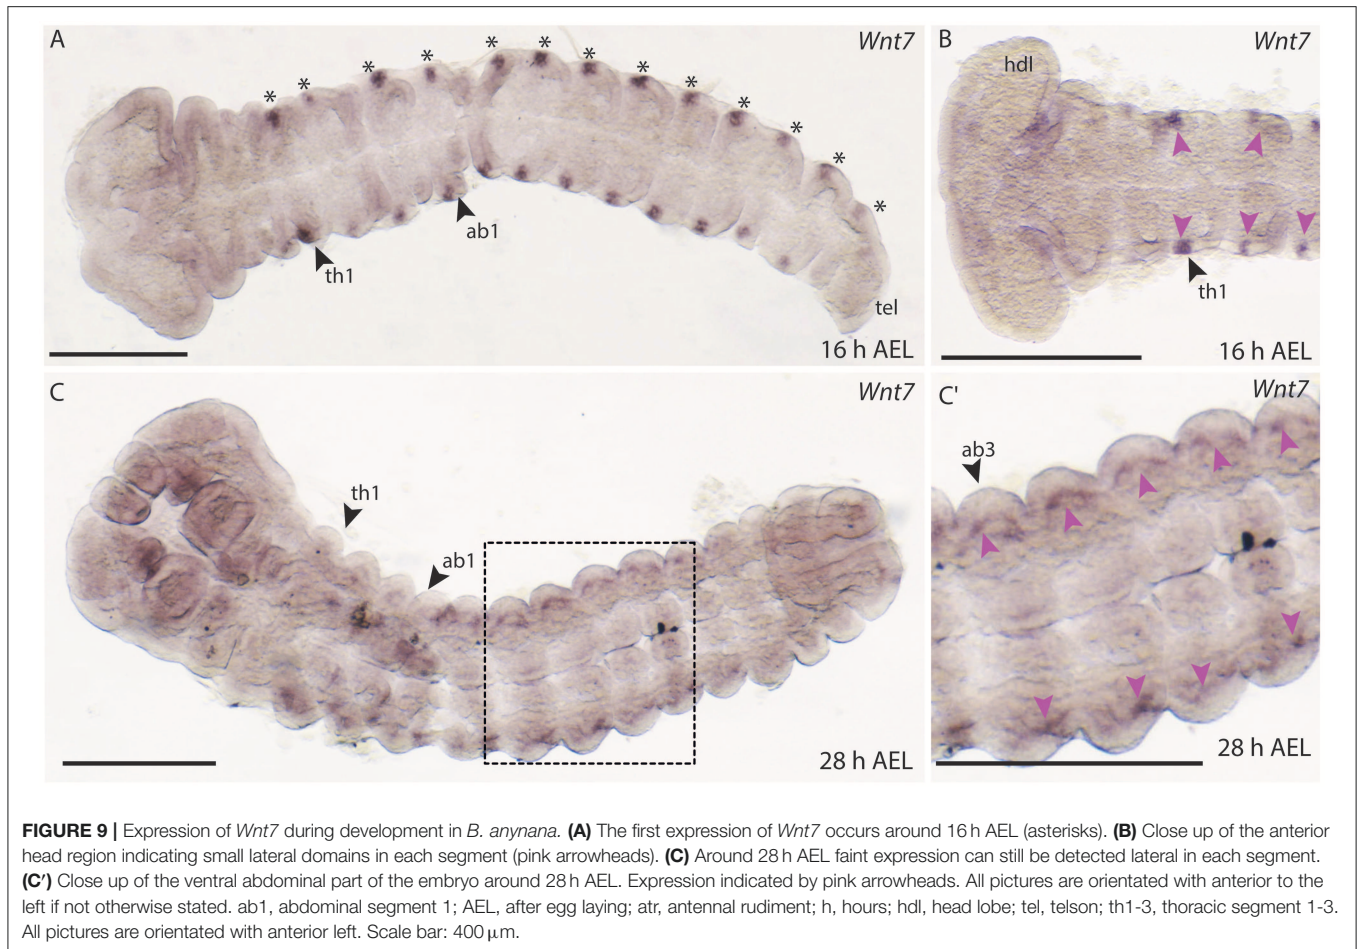 A
Wnt7
* * * * * * * * * * * * *
ab1
th1
tel
16 h AEL
B
Wnt7
hdl
th1
16 h AEL
C
Wnt7
th1
ab1
28 h AEL
C'
Wnt7
ab3
28 h AEL
FIGURE 9 | Expression of Wnt7 during development in B. anynana. (A) The first expression of Wnt7 occurs around 16 h AEL (asterisks). (B) Close up of the anterior
head region indicating small lateral domains in each segment (pink arrowheads). (C) Around 28 h AEL faint expression can still be detected lateral in each segment.
(C′) Close up of the ventral abdominal part of the embryo around 28 h AEL. Expression indicated by pink arrowheads. All pictures are orientated with anterior to the
left if not otherwise stated. ab1, abdominal segment 1; AEL, after egg laying; atr, antennal rudiment; h, hours; hdl, head lobe; tel, telson; th1-3, thoracic segment 1-3.
All pictures are orientated with anterior left. Scale bar: 400 μm.